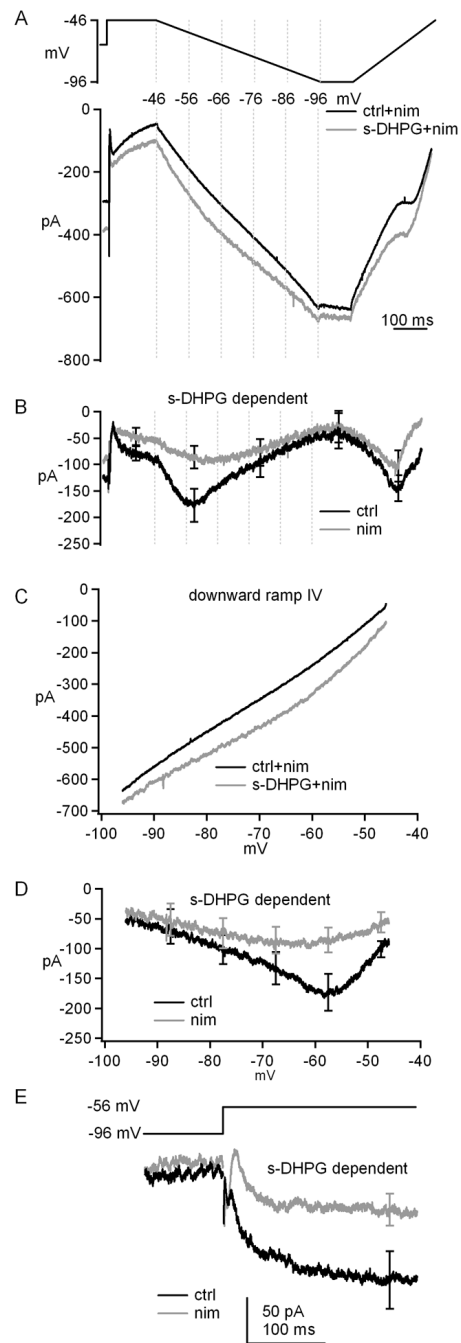 A
-46
mV
-96
-46 -56 -66 -76 -86 -96 mV
0
ctrl+nim
s-DHPG+nim
-200
pA
-400
-600
100 ms
-800
B
s-DHPG dependent
0
-50
-100
pA
-150
ctrl
-200
nim
-250
C
downward ramp IV
0
-100
-200
-300
pA
-400
-500
ctrl+nim
-600
s-DHPG+nim
-700
-100 -90 -80 -70 -60 -50 -40
mV
D
s-DHPG dependent
0
-50
-100
pA
-150
-200
ctrl
nim
-250
-100 -90 -80 -70 -60 -50 -40
mV
E
-56 mV
-96 mV
s-DHPG dependent
ctrl
nim
50 pA
100 ms